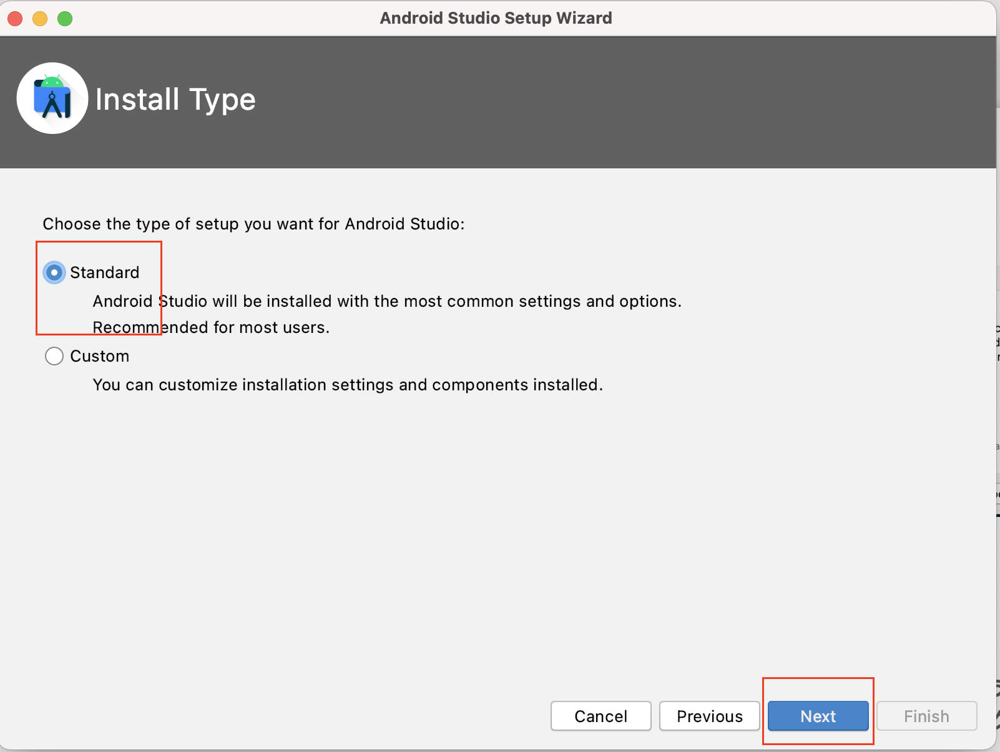 Android Studio Setup Wizard
Install Type
Choose the type of setup you want for Android Studio:
Standard
Android Studio will be installed with the most common settings and options.
Recommended for most users.
Custom
You can customize installation settings and components installed.
Cancel
Previous
Next
Finish